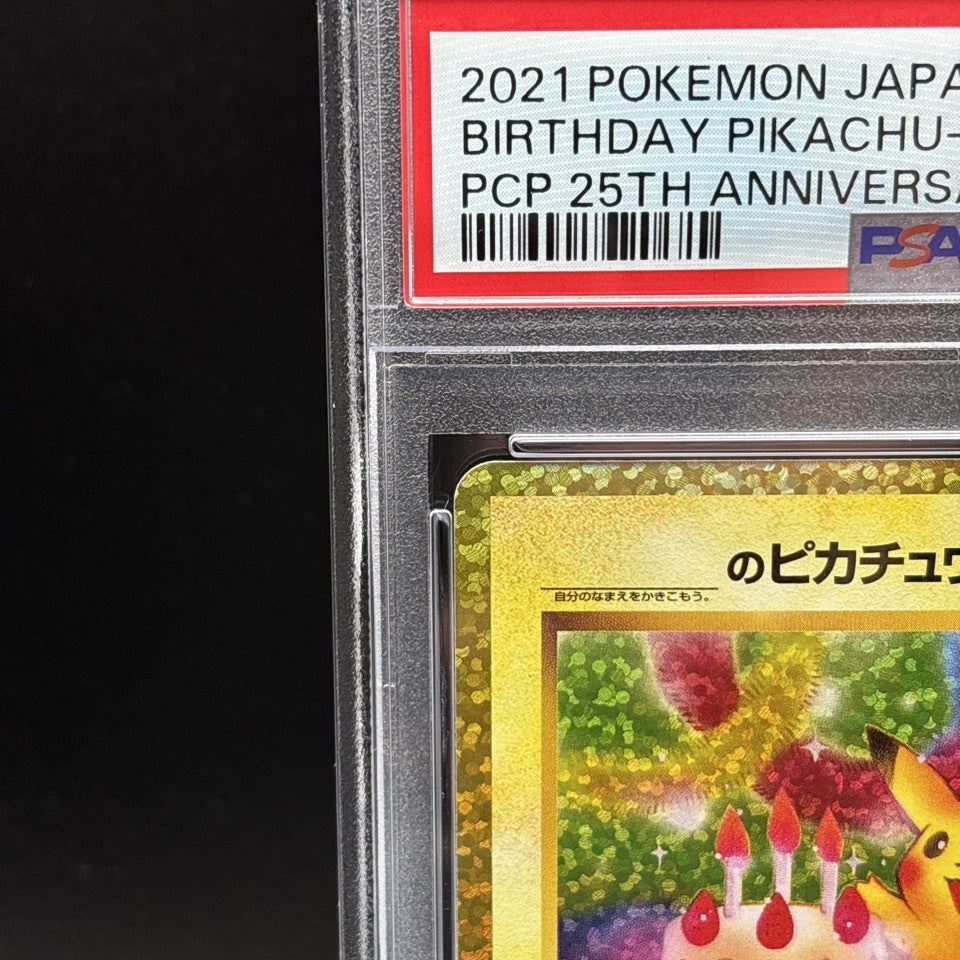 2021 POKEMON JAPA
BIRTHDAY PIKACHU-
PCP 25TH ANNIVERSA
PSA
のピカチュウ
自分のなまえをかきこもう。